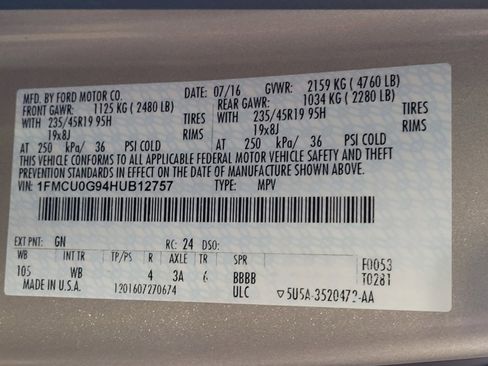 MFD. BY FORD MOTOR CO. DATE: 07/16 GVWR: 2159 KG ( 4760 LB)
FRONT GAWR: 1125 KG ( 2480 LB) REAR GAWR: 1034 KG ( 2280 LB)
WITH 235/45R19 95H TIRES WITH 235/45R19 95H TIRES
19x8J RIMS 19x8J RIMS
AT 250 kPa/ 36 PSI COLD AT 250 kPa/ 36 PSI COLD
THIS VEHICLE CONFORMS TO ALL APPLICABLE FEDERAL MOTOR VEHICLE SAFETY AND THEFT
PREVENTION STANDARDS IN EFFECT ON THE DATE OF MANUFACTURE SHOWN ABOVE.
VIN: 1FMCU0G94HUB12757 TYPE: MPV
EXT PNT: GN RC: 24 DSO: F0053
WB INT TR TP/PS R AXLE TR SPR T0281
105 WB 4 3A 6 BBBB
MADE IN U.S.A. 1201607270674 ULC ▽5U5A-3520472-AA